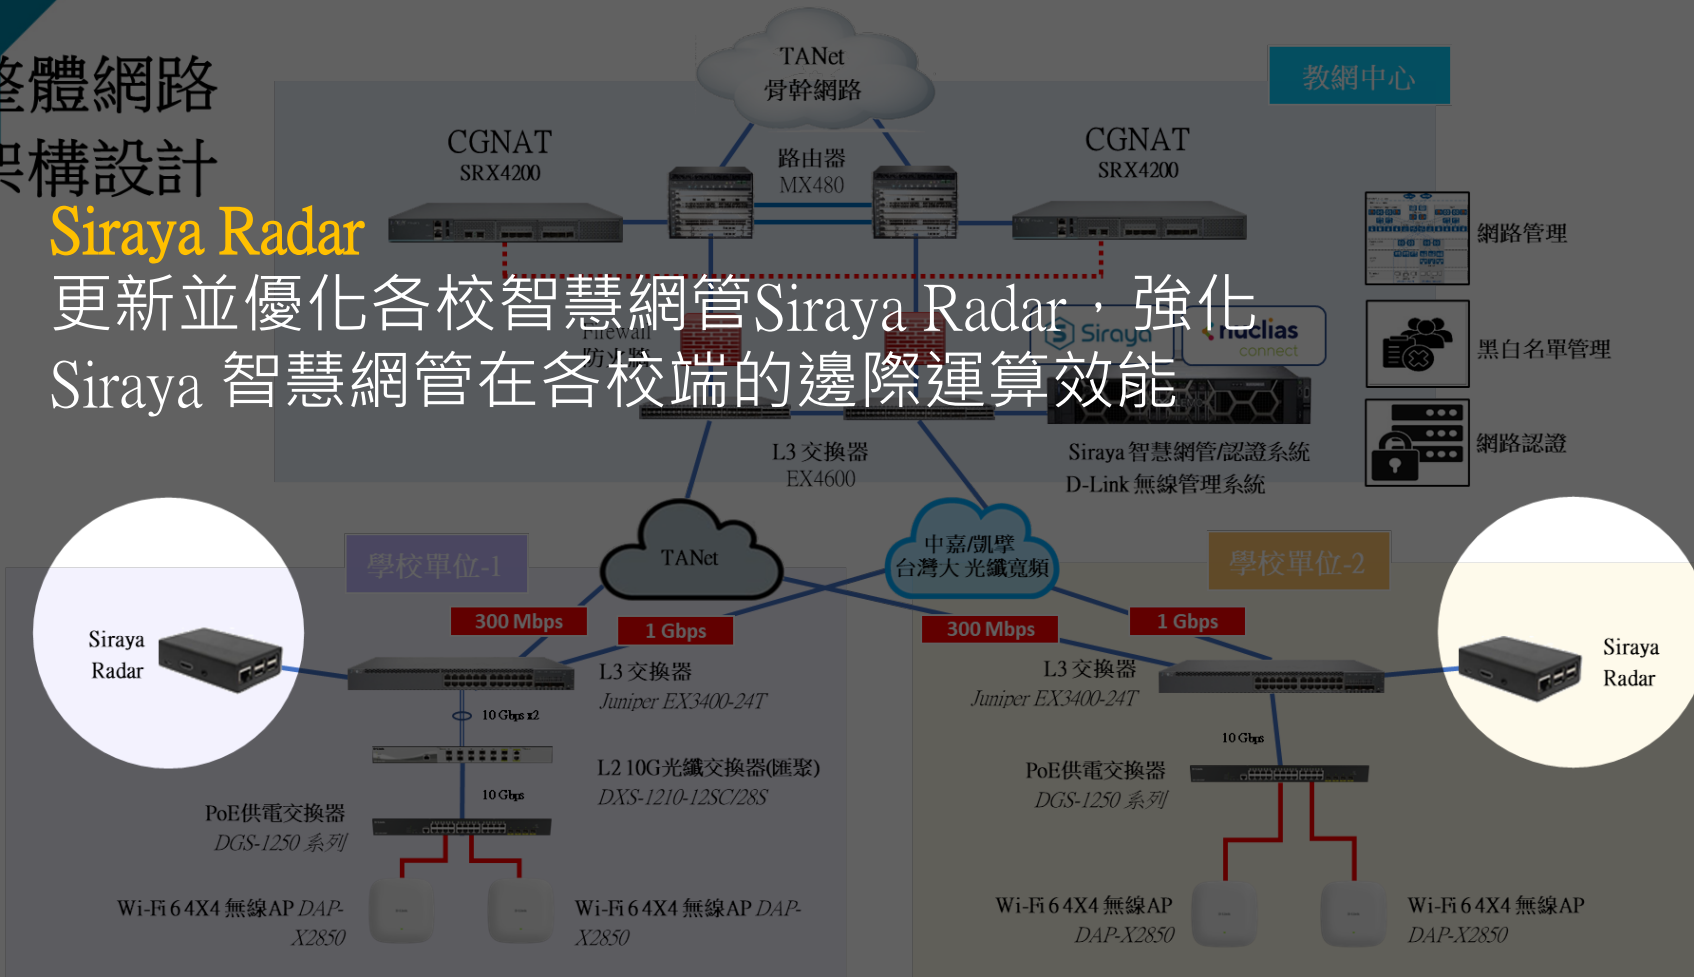 整體網路
架構設計
TANet
骨幹網路
教網中心
CGNAT
SRX4200
路由器
MX480
CGNAT
SRX4200
Siraya Radar
更新並優化各校智慧網管Siraya Radar，強化
Siraya 智慧網管在各校端的邊際運算效能
網路管理
Firewall
防火牆
Siraya
nuclias
connect
黑白名單管理
L3 交換器
EX4600
Siraya 智慧網管/認證系統
D-Link 無線管理系統
網路認證
學校單位-1
TANet
中嘉/凱擘
台灣大 光纖寬頻
學校單位-2
300 Mbps
1 Gbps
300 Mbps
1 Gbps
Siraya
Radar
L3 交換器
Juniper EX3400-24T
L3 交換器
Juniper EX3400-24T
Siraya
Radar
10 Gbps x2
10 Gbps
L2 10G光纖交換器(匯聚)
DXS-1210-12SC/28S
PoE供電交換器
DGS-1250 系列
10 Gbps
PoE供電交換器
DGS-1250 系列
Wi-Fi 6 4X4 無線AP DAP-
X2850
Wi-Fi 6 4X4 無線AP DAP-
X2850
Wi-Fi 6 4X4 無線AP
DAP-X2850
Wi-Fi 6 4X4 無線AP
DAP-X2850